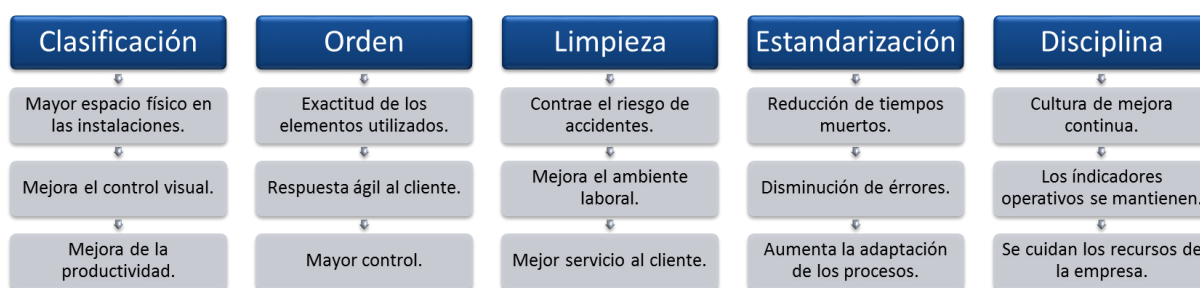 Clasificación
Mayor espacio físico en
las instalaciones.
Mejora el control visual.
Mejora de la
productividad.
Orden
Exactitud de los
elementos utilizados.
Respuesta ágil al cliente.
Mayor control.
Limpieza
Contrae el riesgo de
accidentes.
Mejora el ambiente
laboral.
Mejor servicio al cliente.
Estandarización
Reducción de tiempos
muertos.
Disminución de érrores.
Aumenta la adaptación
de los procesos.
Disciplina
Cultura de mejora
continua.
Los índicadores
operativos se mantienen.
Se cuidan los recursos de
la empresa.